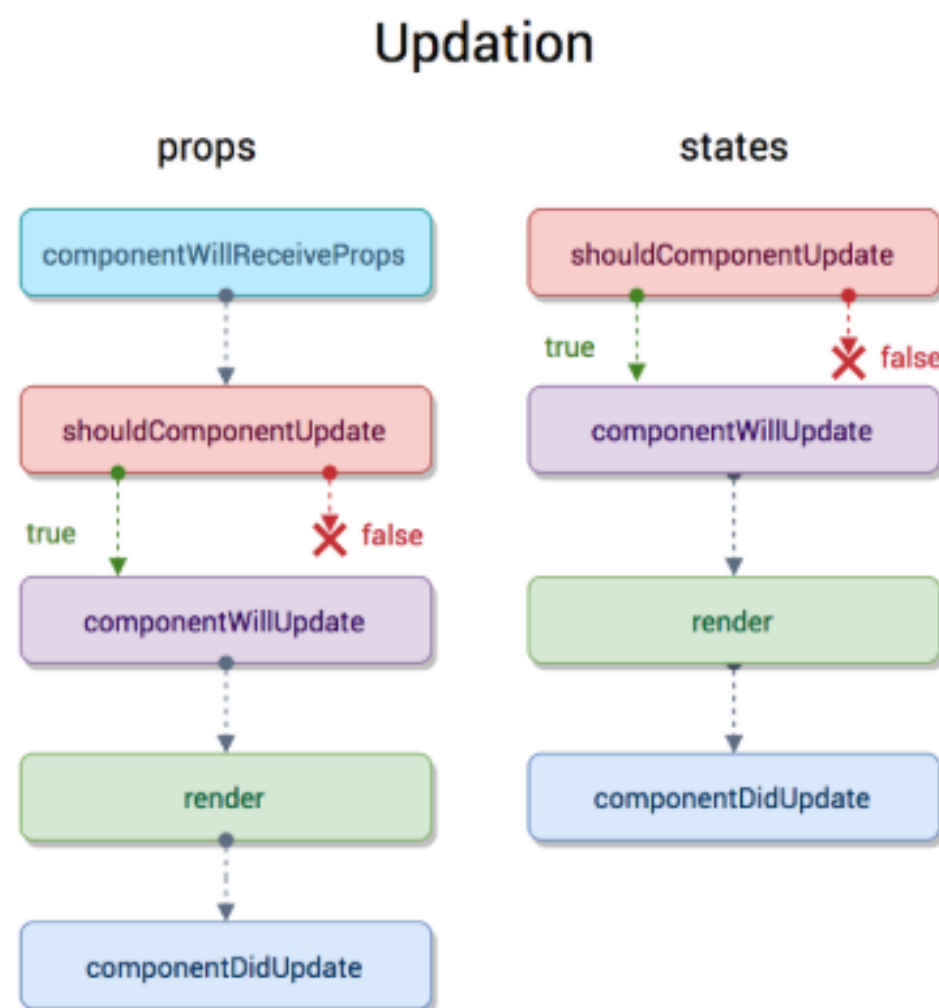 Updation
props
componentWillReceiveProps
shouldComponentUpdate
true
false
componentWillUpdate
render
componentDidUpdate
states
shouldComponentUpdate
true
false
componentWillUpdate
render
componentDidUpdate